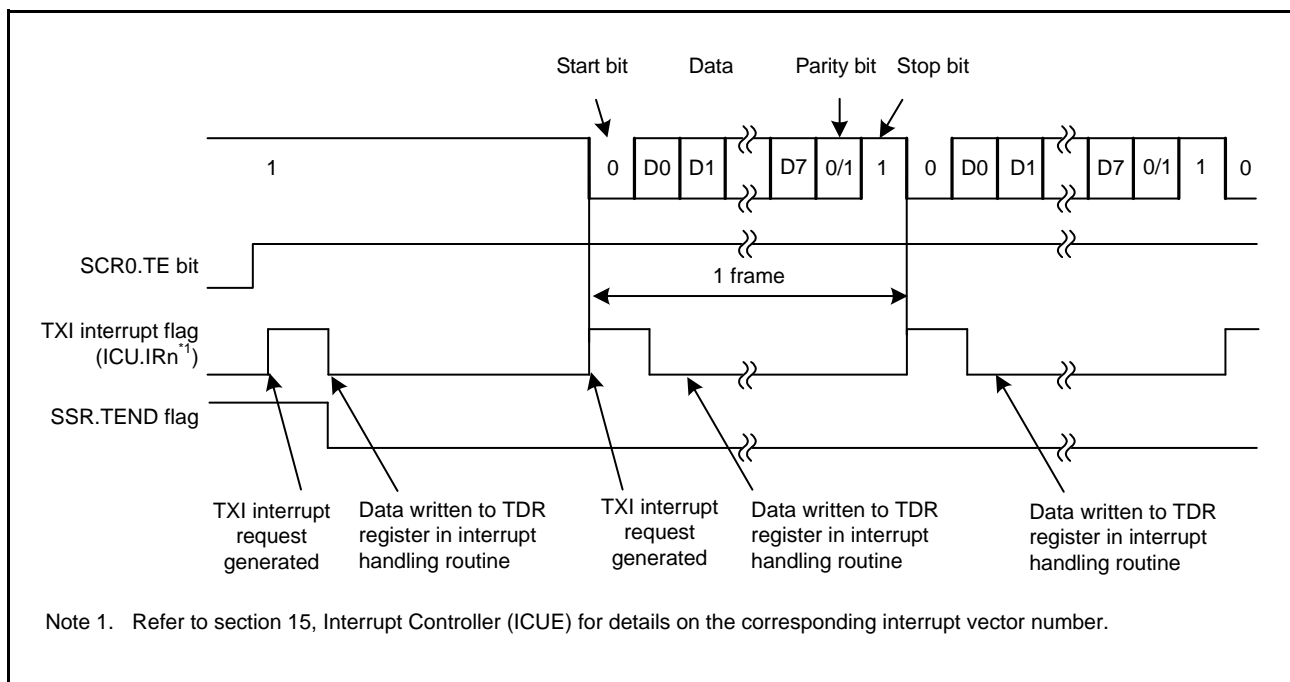 Start bit Data Parity bit Stop bit
1 0 D0 D1 D7 0/1 1 0 D0 D1 D7 0/1 1 0
SCR0.TE bit
1 frame
TXI interrupt flag
(ICU.IRn*1)
SSR.TEND flag
TXI interrupt
request
generated
Data written to TDR
register in interrupt
handling routine
TXI interrupt
request
generated
Data written to TDR
register in interrupt
handling routine
Data written to TDR
register in interrupt
handling routine
Note 1. Refer to section 15, Interrupt Controller (ICUE) for details on the corresponding interrupt vector number.